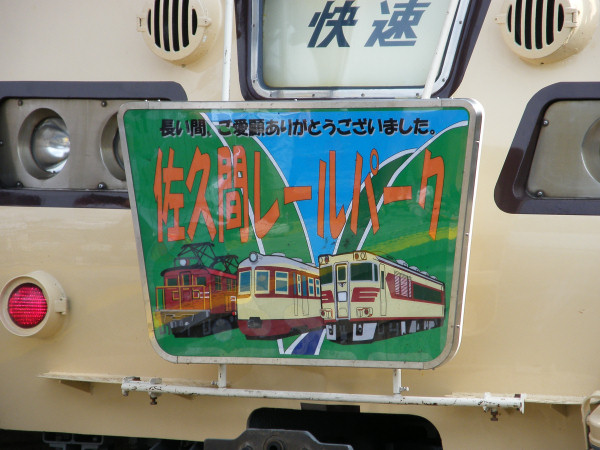 快速
長い間、ご愛顧ありがとうございました。
佐久間レールパーク